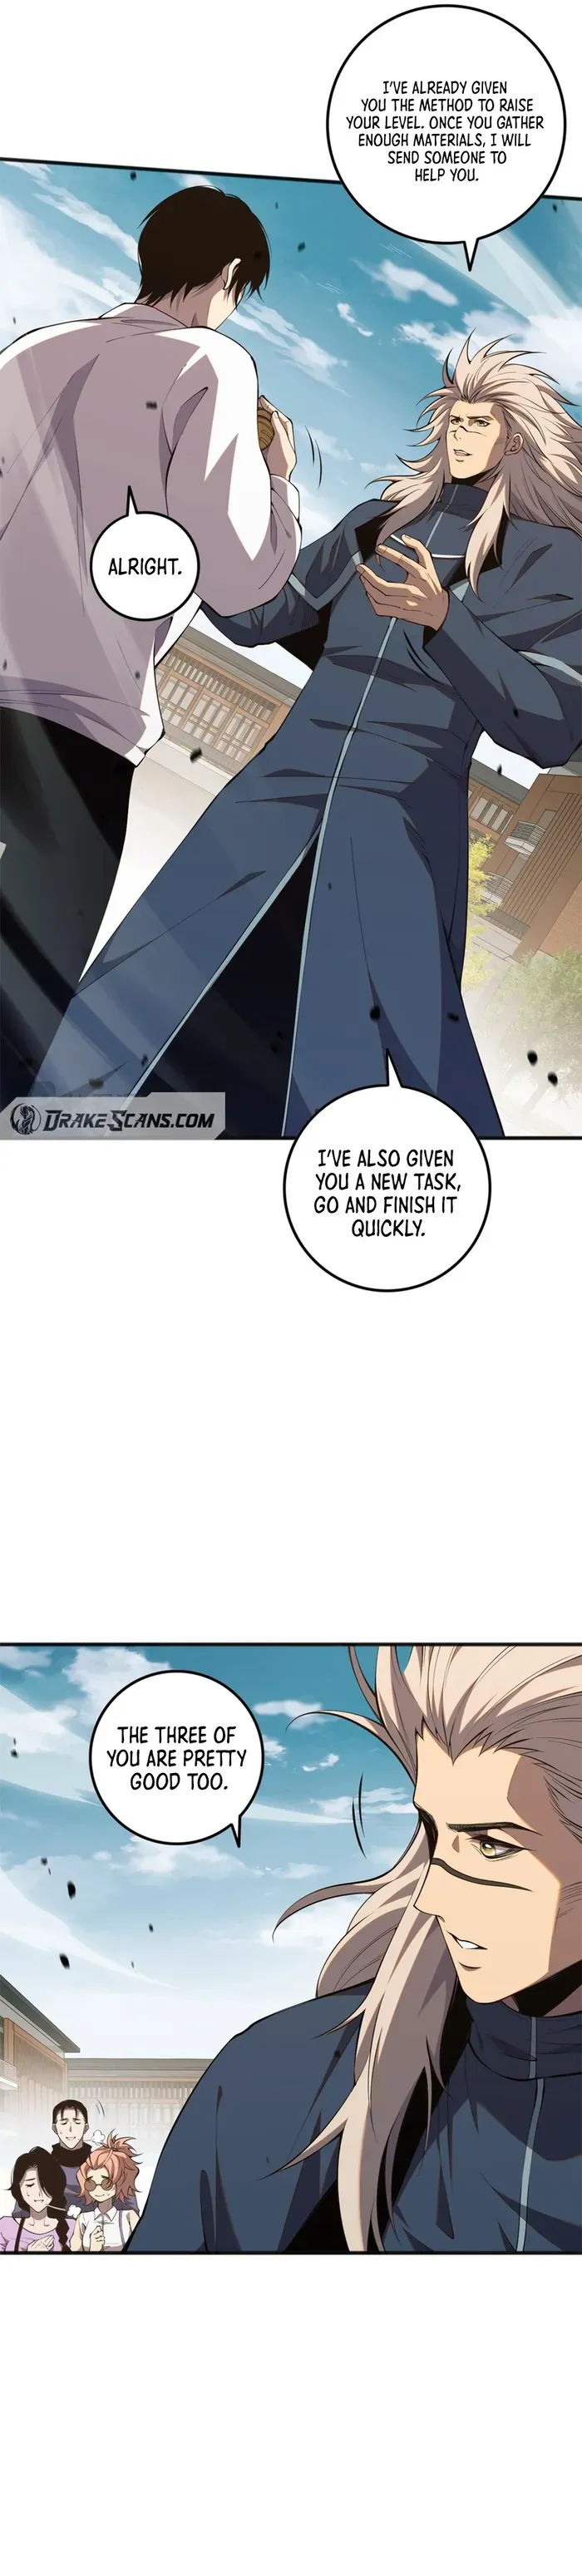 I'VE ALREADY GIVEN
YOU THE METHOD TO RAISE
YOUR LEVEL. ONCE YOU GATHER
ENOUGH MATERIALS, I WILL
SEND SOMEONE TO
HELP YOU.
ALRIGHT.
DRAKESCANS.COM
I'VE ALSO GIVEN
YOU A NEW TASK,
GO AND FINISH IT
QUICKLY.
THE THREE OF
YOU ARE PRETTY
GOOD TOO.